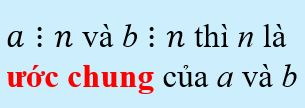 a ⋮ n và b ⋮ n thì n là
ước chung của a và b